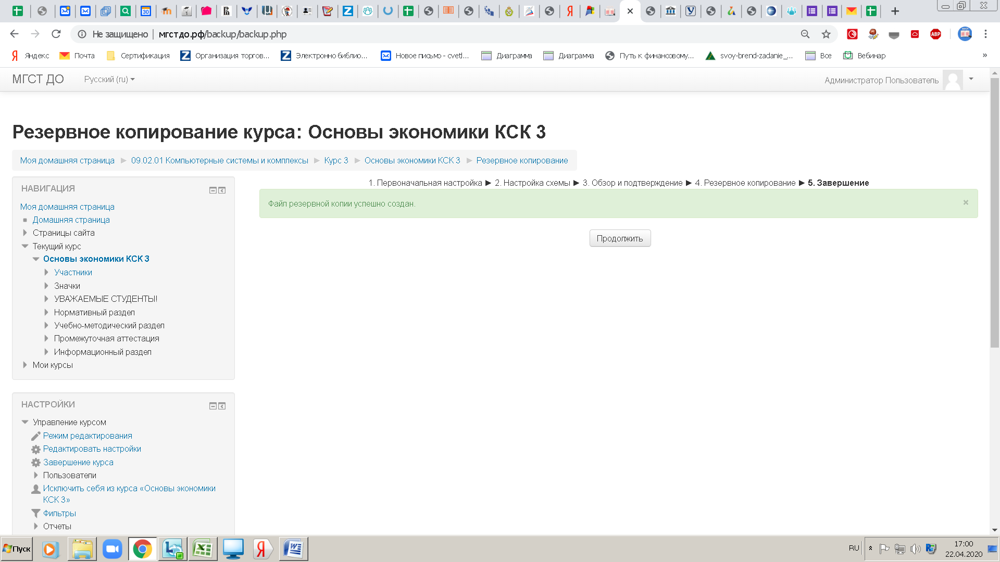 Не защищено | мгстдо.рф/backup/backup.php
Яндекс Почта Сертификация Организация торгов... Электронно библио... Новое письмо - cvetl... Диаграмма Диаграмма Путь к финансовому... svoy-brend-zadanie_... Все Вебинар »
МГСТ ДО Русский (ru) Администратор Пользователь
Резервное копирование курса: Основы экономики КСК 3
Моя домашняя страница ► 09.02.01 Компьютерные системы и комплексы ► Курс 3 ► Основы экономики КСК 3 ► Резервное копирование
НАВИГАЦИЯ
Моя домашняя страница
Домашняя страница
Страницы сайта
Текущий курс
Основы экономики КСК 3
Участники
Значки
УВАЖАЕМЫЕ СТУДЕНТЫ!
Нормативный раздел
Учебно-методический раздел
Промежуточная аттестация
Информационный раздел
Мои курсы
1. Первоначальная настройка ► 2. Настройка схемы ► 3. Обзор и подтверждение ► 4. Резервное копирование ► 5. Завершение
Файл резервной копии успешно создан. ×
Продолжить
НАСТРОЙКИ
Управление курсом
Режим редактирования
Редактировать настройки
Завершение курса
Пользователи
Исключить себя из курса «Основы экономики
КСК 3»
Фильтры
Отчеты
Пуск
RU
17:00
22.04.2020